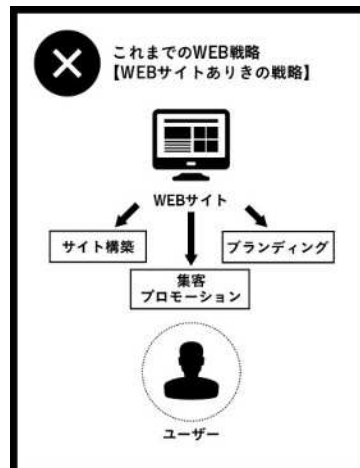 これまでのWEB戦略
【WEBサイトありきの戦略】
WEBサイト
サイト構築
ブランディング
集客
プロモーション
ユーザー